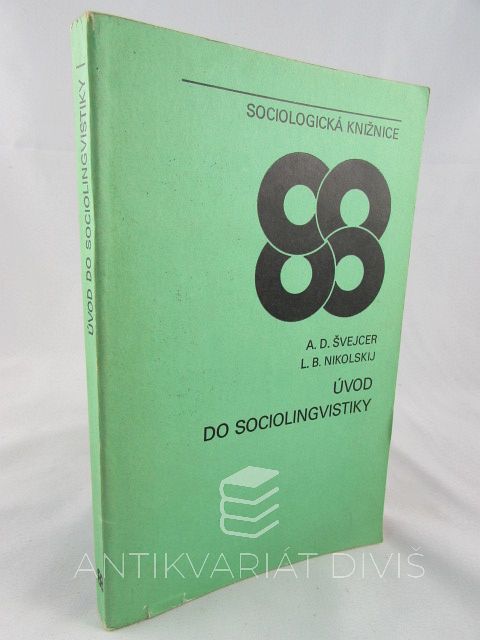 SOCIOLOGICKÁ KNIŽNICE
A. D. ŠVEJCER
L. B. NIKOLSKIJ
ÚVOD
DO SOCIOLINGVISTIKY
ÚVOD DO SOCIOLINGVISTIKY
ANTIKVARIÁT DIVIŠ